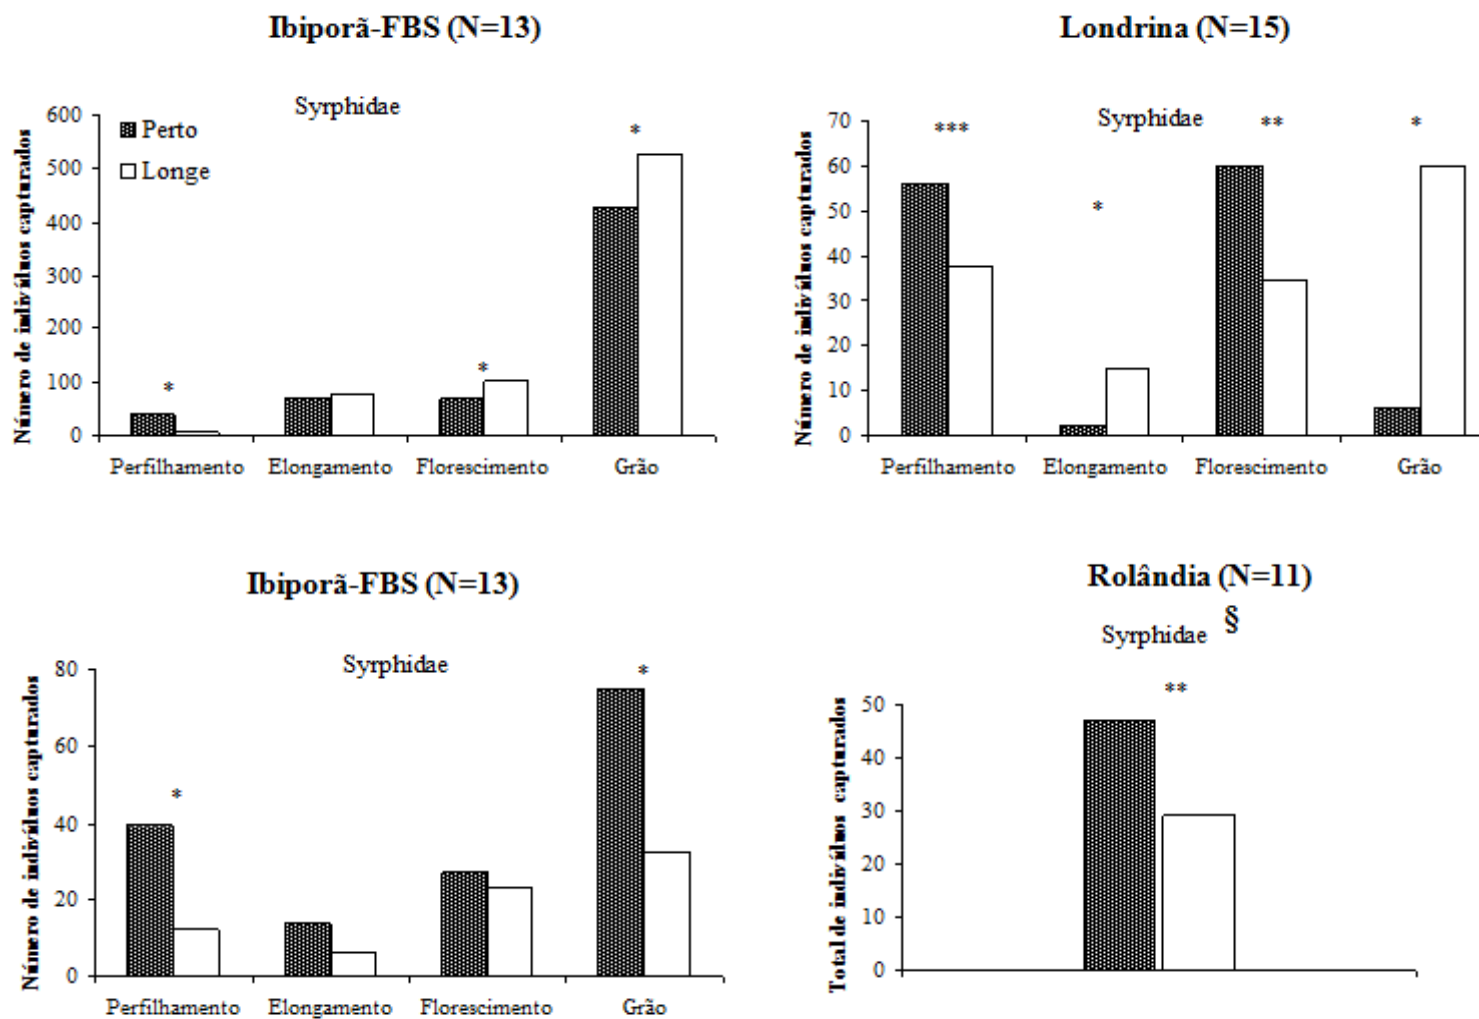 Ibiporã-FBS (N=13)
Syrphidae
Número de indivíduos capturados
600
500
400
300
200
100
0
Perto
Longe
*
*
*
Perfilhamento Elongamento Florescimento Grão
Londrina (N=15)
Syrphidae
Número de indivíduos capturados
70
60
50
40
30
20
10
0
***
*
**
*
Perfilhamento Elongamento Florescimento Grão
Ibiporã-FBS (N=13)
Syrphidae
Número de indivíduos capturados
80
60
40
20
0
*
*
Perfilhamento Elongamento Florescimento Grão
Rolândia (N=11)
Syrphidae §
Total de indivíduos capturados
50
40
30
20
10
0
**